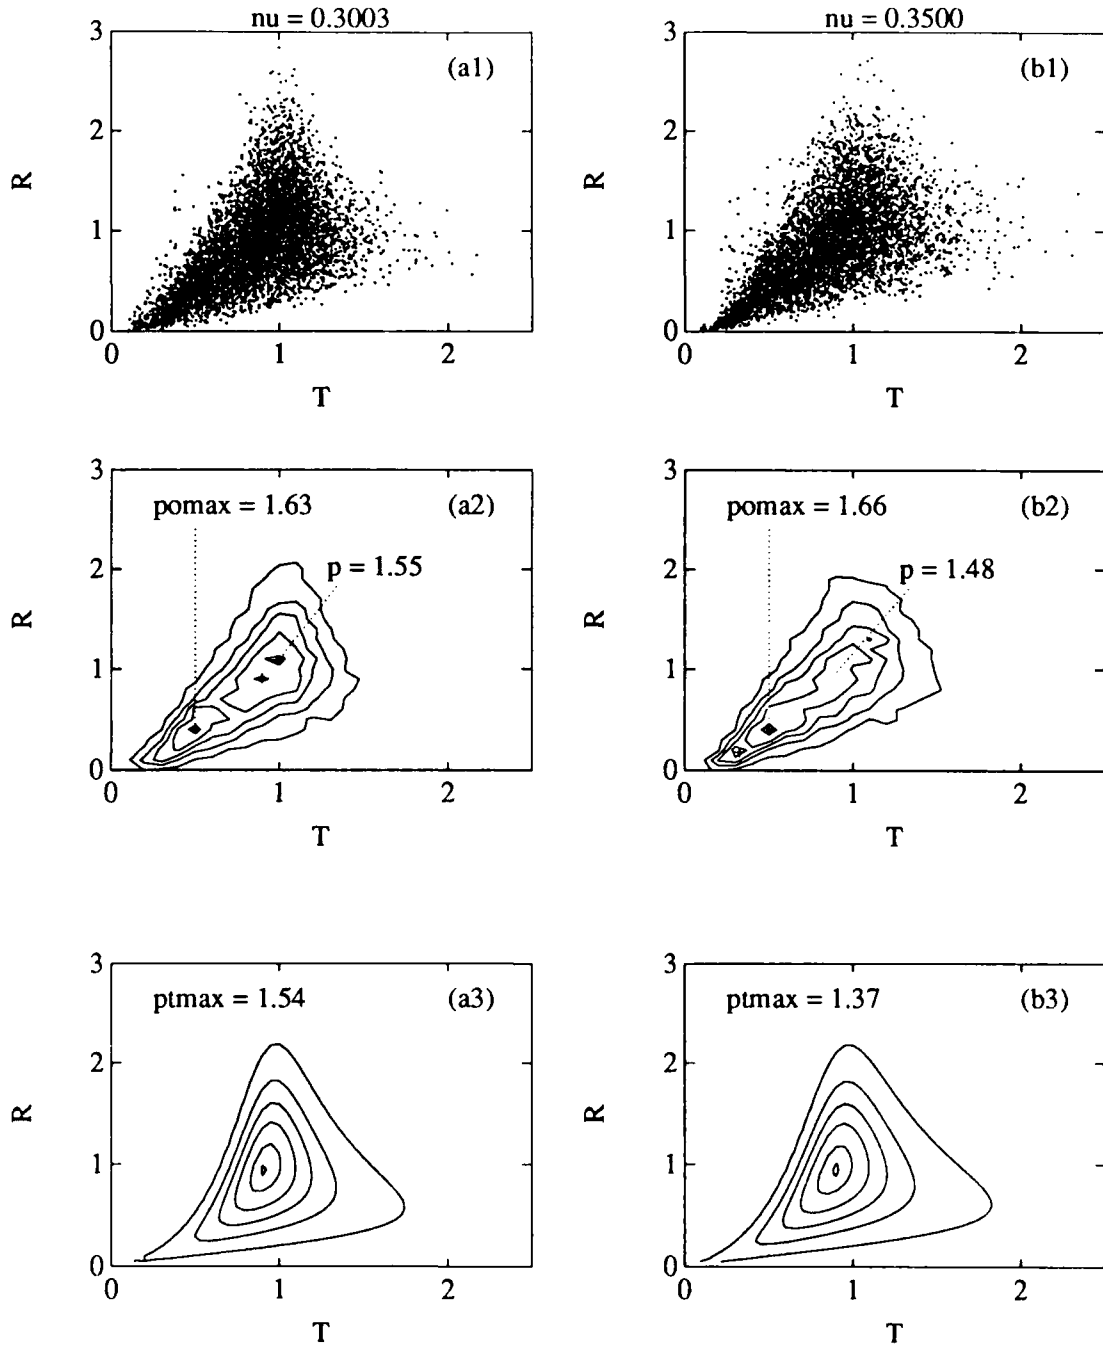 nu = 0.3003
nu = 0.3500
3
(a1)
2
R
1
0
0
1
2
T
3
(b1)
2
R
1
0
0
1
2
T
3
pomax = 1.63
(a2)
2
p = 1.55
R
1
0
0
1
2
T
3
pomax = 1.66
(b2)
2
p = 1.48
R
1
0
0
1
2
T
3
ptmax = 1.54
(a3)
2
R
1
0
0
1
2
T
3
ptmax = 1.37
(b3)
2
R
1
0
0
1
2
T